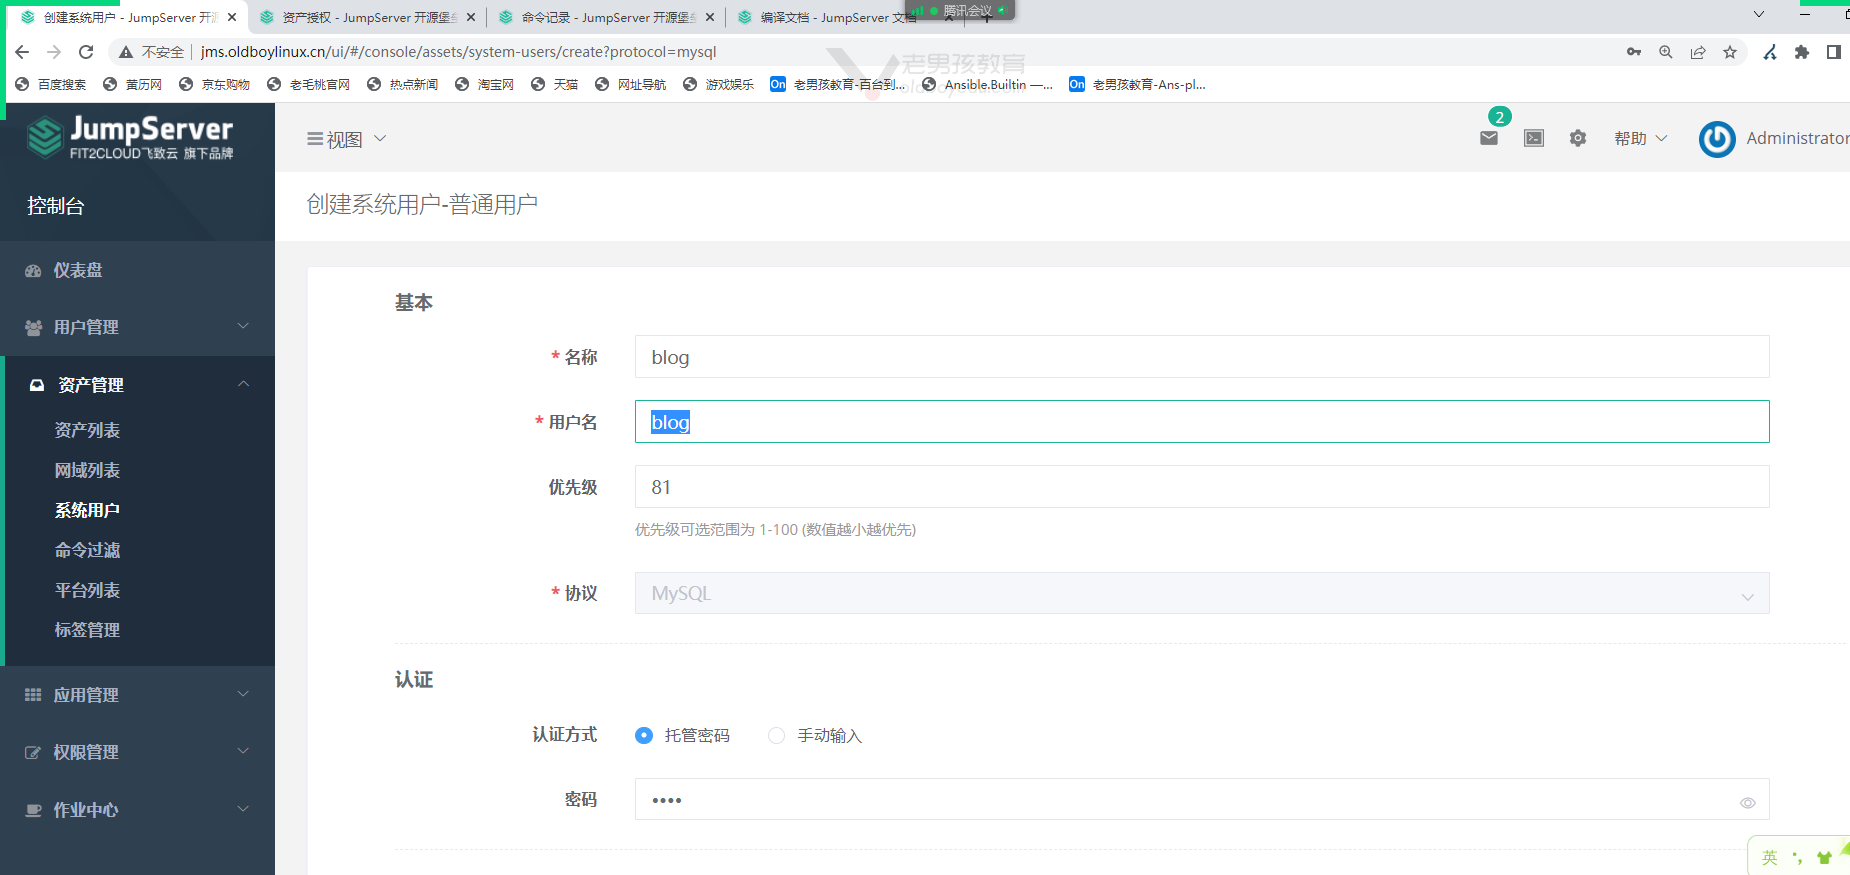 创建系统用户 - JumpServer 开源
资产授权 - JumpServer 开源堡垒
命令记录 - JumpServer 开源堡垒
编译文档 - JumpServer 文档
腾讯会议
不安全
jms.oldboylinux.cn/ui/#/console/assets/system-users/create?protocol=mysql
老男孩教育
百度搜索
黄历网
京东购物
老毛桃官网
热点新闻
淘宝网
天猫
网址导航
游戏娱乐
On 老男孩教育-百台到...
Ansible.Builtin —...
On 老男孩教育-Ans-pl...
JumpServer
FIT2CLOUD飞致云 旗下品牌
视图
2
帮助
Administrator
控制台
创建系统用户-普通用户
仪表盘
用户管理
资产管理
资产列表
网域列表
系统用户
命令过滤
平台列表
标签管理
应用管理
权限管理
作业中心
基本
* 名称
blog
* 用户名
blog
优先级
81
优先级可选范围为 1-100 (数值越小越优先)
* 协议
MySQL
认证
认证方式
托管密码
手动输入
密码
••••
英